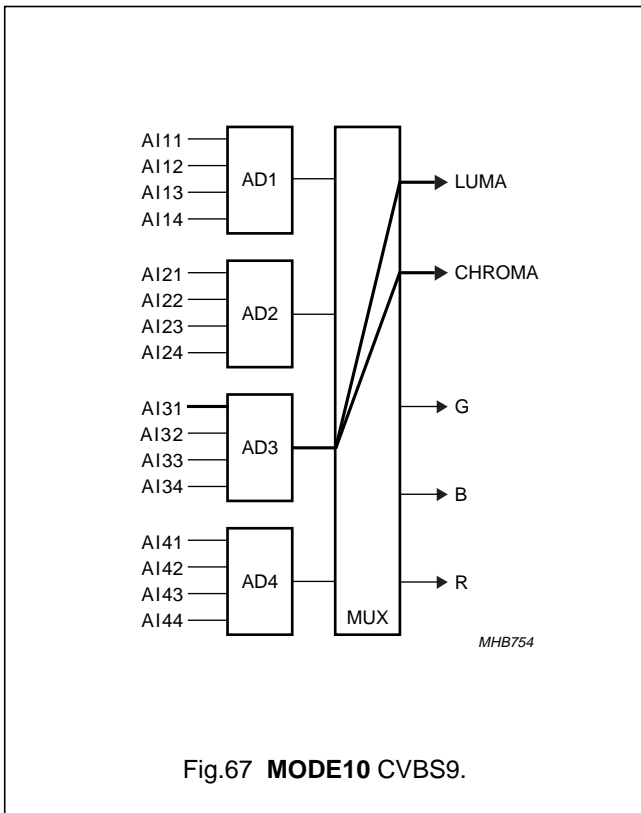 AI11
AI12
AI13
AI14
AD1
AI21
AI22
AI23
AI24
AD2
AI31
AI32
AI33
AI34
AD3
AI41
AI42
AI43
AI44
AD4
MUX
LUMA
CHROMA
G
B
R
MHB754
Fig.67 MODE10 CVBS9.